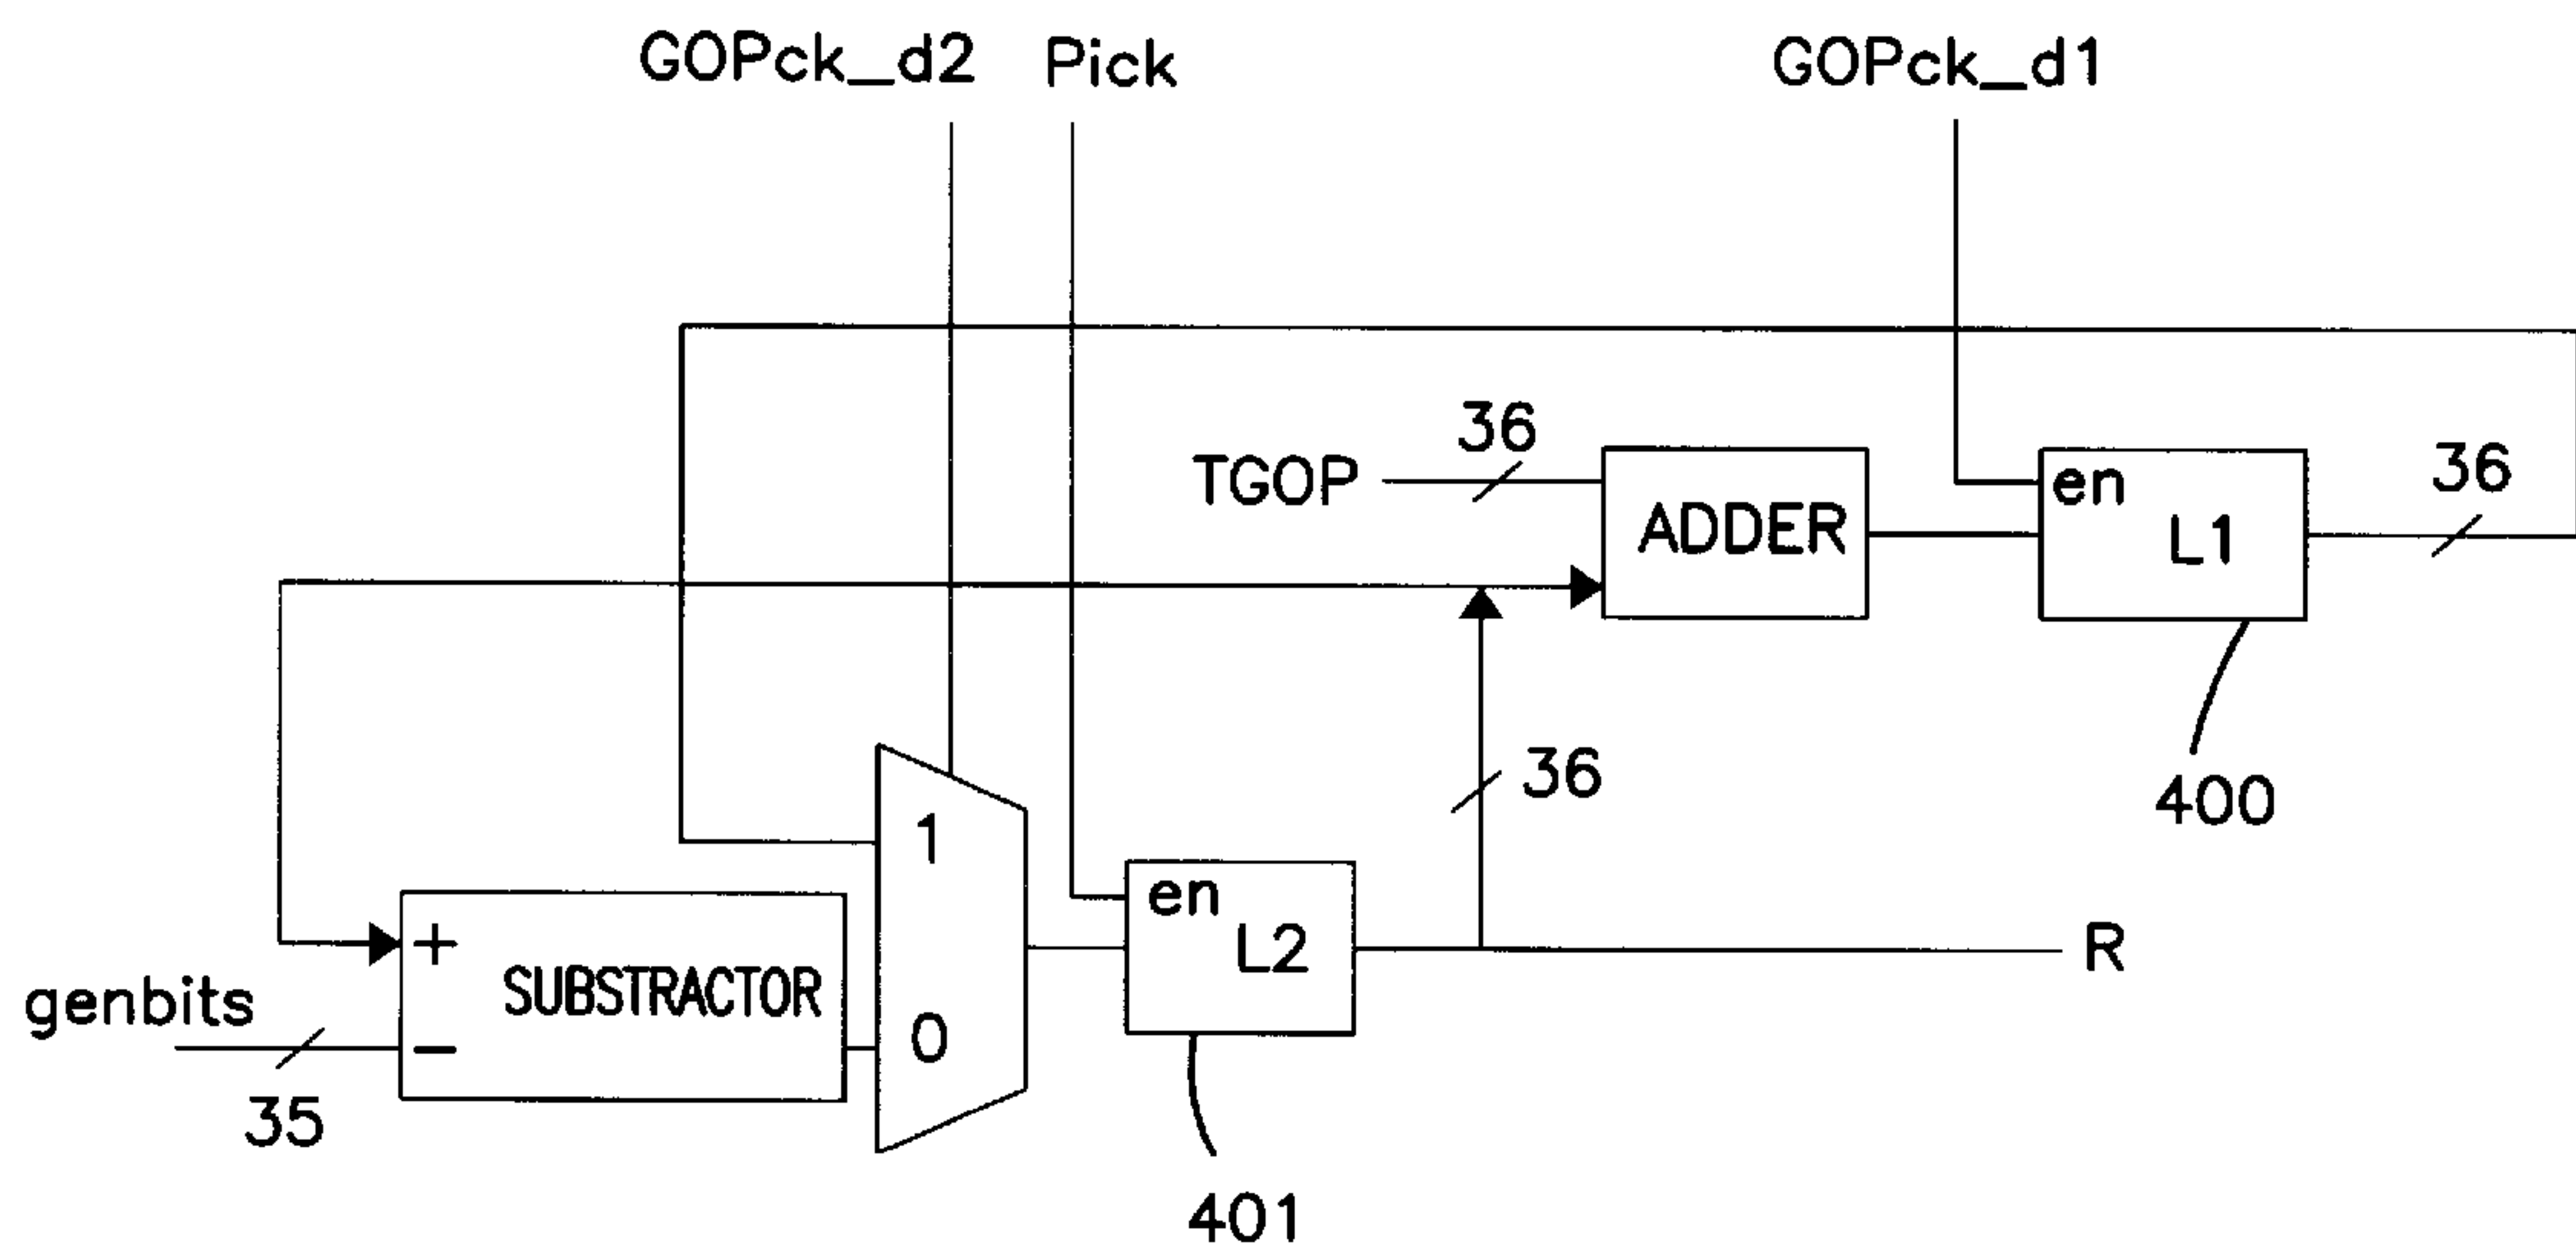 GOPck_d2
Pick
GOPck_d1
36
TGOP
ADDER
en
L1
36
400
36
1
en
L2
R
+
SUBSTRACTOR
genbits
−
0
35
401